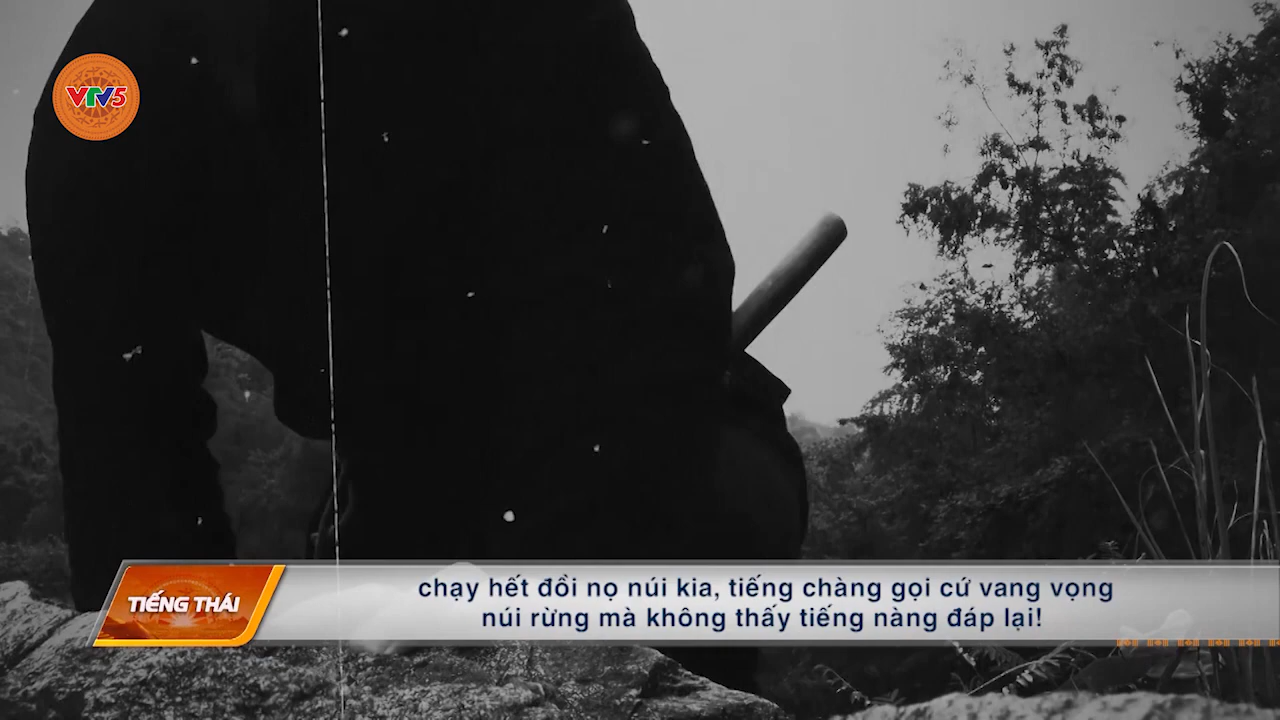 VTV5
TIẾNG THÁI
chạy hết đồi nọ núi kia, tiếng chàng gọi cứ vang vọng
núi rừng mà không thấy tiếng nàng đáp lại!